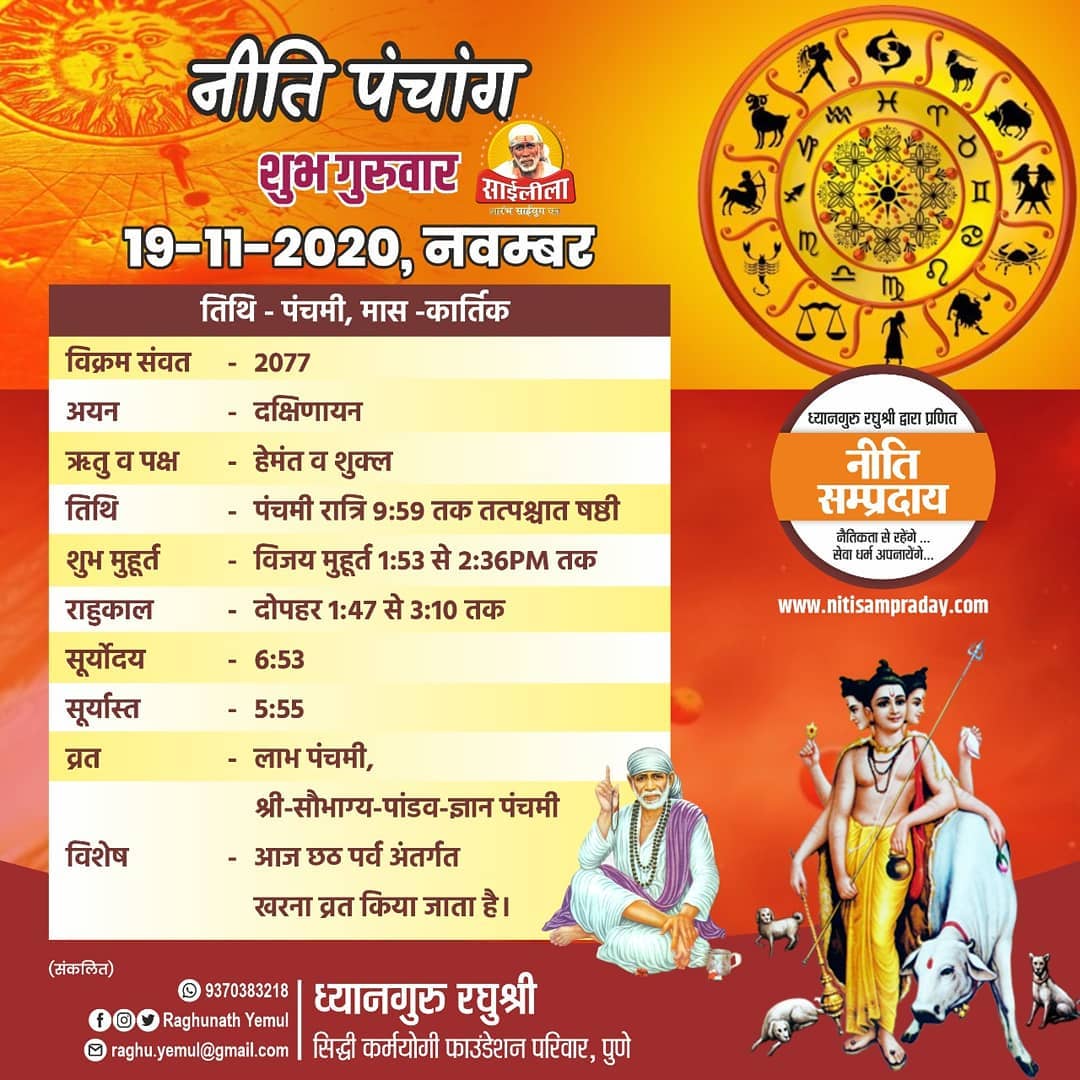 नीति पंचांग
शुभ गुरुवार
साईलीला
19-11-2020, नवम्बर
तिथि - पंचमी, मास -कार्तिक
विक्रम संवत - 2077
अयन - दक्षिणायन
ऋतु व पक्ष - हेमंत व शुक्ल
तिथि - पंचमी रात्रि 9:59 तक तत्पश्चात षष्ठी
शुभ मुहूर्त - विजय मुहूर्त 1:53 से 2:36PM तक
राहुकाल - दोपहर 1:47 से 3:10 तक
सूर्योदय - 6:53
सूर्यास्त - 5:55
व्रत - लाभ पंचमी,
श्री-सौभाग्य-पांडव-ज्ञान पंचमी
विशेष - आज छठ पर्व अंतर्गत
खरना व्रत किया जाता है।
ध्यानगुरु रघुश्री द्वारा प्रणित
नीति
सम्प्रदाय
नैतिकता से रहेंगे ...
सेवा धर्म अपनायेंगे...
www.nitisampraday.com
(संकलित)
9370383218
Raghunath Yemul
raghu.yemul@gmail.com
ध्यानगुरु रघुश्री
सिद्धी कर्मयोगी फाउंडेशन परिवार, पुणे